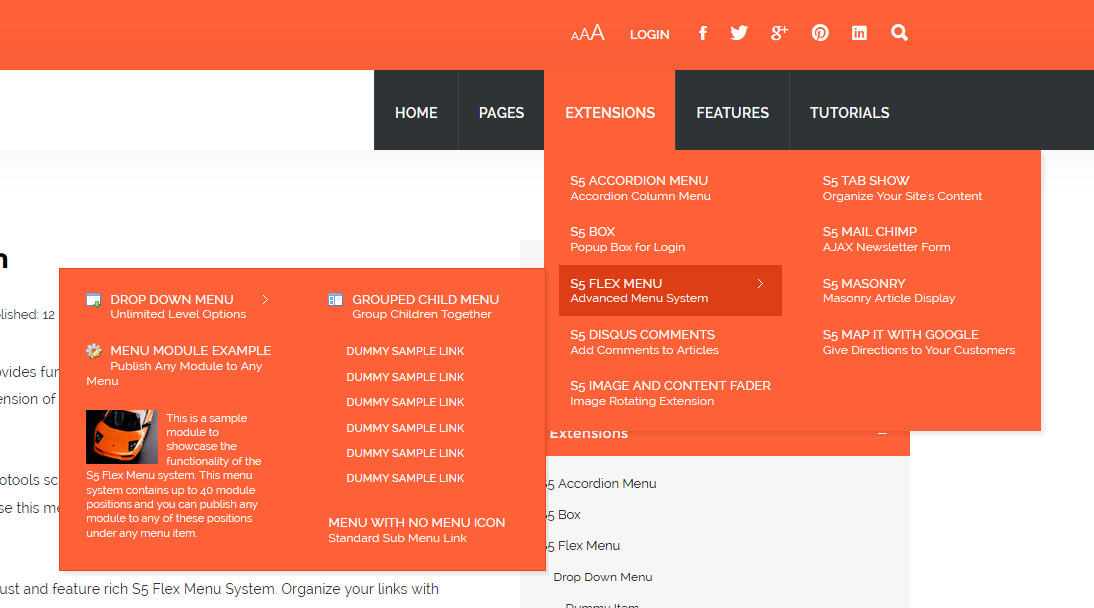 AAA LOGIN
HOME PAGES EXTENSIONS FEATURES TUTORIALS
S5 ACCORDION MENU
Accordion Column Menu
S5 BOX
Popup Box for Login
S5 FLEX MENU
Advanced Menu System
S5 DISQUS COMMENTS
Add Comments to Articles
S5 IMAGE AND CONTENT FADER
Image Rotating Extension
S5 TAB SHOW
Organize Your Site's Content
S5 MAIL CHIMP
AJAX Newsletter Form
S5 MASONRY
Masonry Article Display
S5 MAP IT WITH GOOGLE
Give Directions to Your Customers
DROP DOWN MENU
Unlimited Level Options
MENU MODULE EXAMPLE
Publish Any Module to Any
Menu
This is a sample
module to
showcase the
functionality of the
S5 Flex Menu system. This menu
system contains up to 40 module
positions and you can publish any
module to any of these positions
under any menu item.
GROUPED CHILD MENU
Group Children Together
DUMMY SAMPLE LINK
DUMMY SAMPLE LINK
DUMMY SAMPLE LINK
DUMMY SAMPLE LINK
DUMMY SAMPLE LINK
DUMMY SAMPLE LINK
MENU WITH NO MENU ICON
Standard Sub Menu Link
lished: 12
ension of
se this
ust and feature rich S5 Flex Menu System. Organize your links with
Extensions
S5 Accordion Menu
S5 Box
S5 Flex Menu
Drop Down Menu
Dummy Item